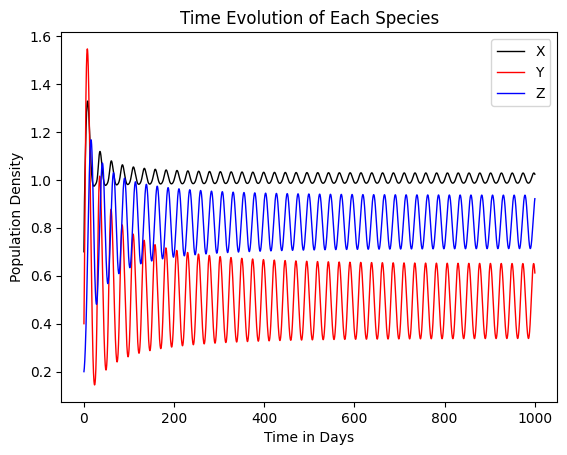 Time Evolution of Each Species
1.6
1.4
1.2
1.0
0.8
0.6
0.4
0.2
Population Density
X
Y
Z
0 200 400 600 800 1000
Time in Days